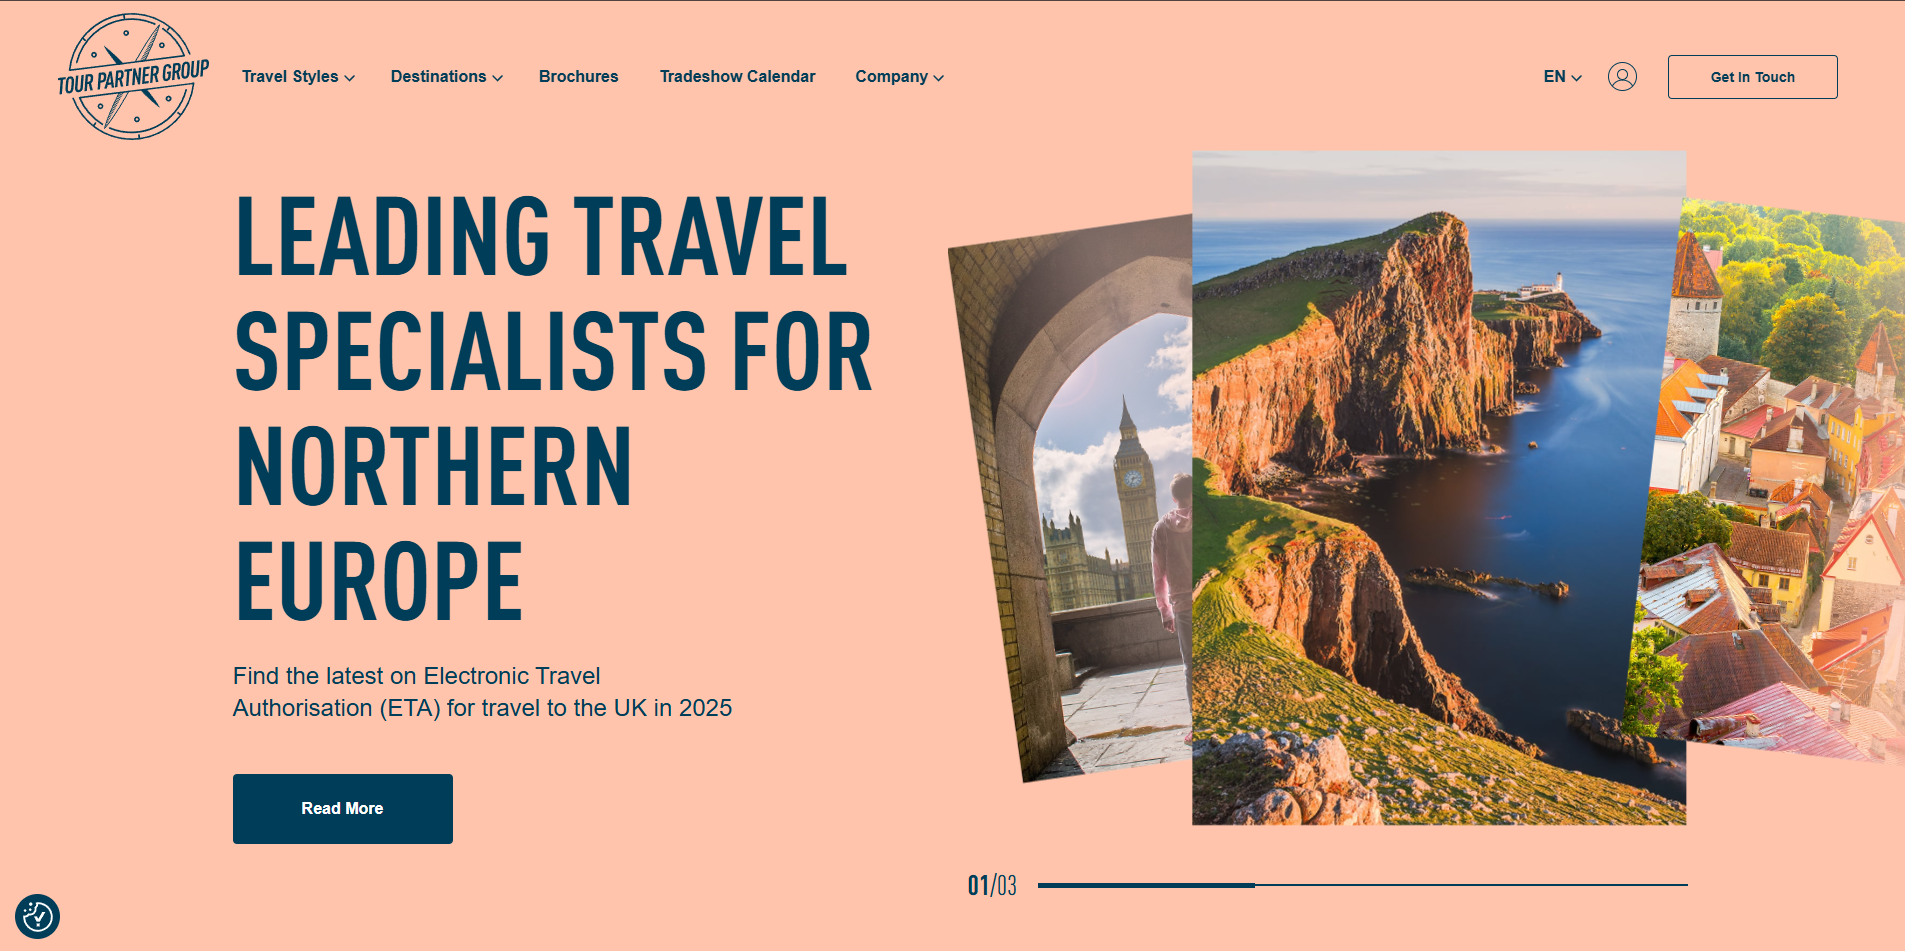 TOUR PARTNER GROUP
Travel Styles
Destinations
Brochures
Tradeshow Calendar
Company
EN
Get In Touch
LEADING TRAVEL
SPECIALISTS FOR
NORTHERN
EUROPE
Find the latest on Electronic Travel
Authorisation (ETA) for travel to the UK in 2025
Read More
01/03